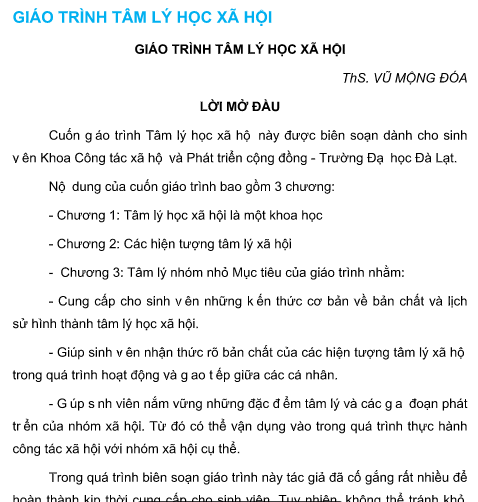 GIÁO TRÌNH TÂM LÝ HỌC XÃ HỘI
GIÁO TRÌNH TÂM LÝ HỌC XÃ HỘI
ThS. VŨ MỘNG ĐÓA
LỜI MỞ ĐẦU
Cuốn g áo trình Tâm lý học xã hộ này được biên soạn dành cho sinh
v ên Khoa Công tác xã hộ và Phát triển cộng đồng - Trường Đạ học Đà Lạt.
Nộ dung của cuốn giáo trình bao gồm 3 chương:
- Chương 1: Tâm lý học xã hội là một khoa học
- Chương 2: Các hiện tượng tâm lý xã hội
- Chương 3: Tâm lý nhóm nhỏ Mục tiêu của giáo trình nhằm:
- Cung cấp cho sinh v ên những k ến thức cơ bản về bản chất và lịch
sử hình thành tâm lý học xã hội.
- Giúp sinh v ên nhận thức rõ bản chất của các hiện tượng tâm lý xã hộ
trong quá trình hoạt động và g ao t ếp giữa các cá nhân.
- G úp s nh viên nắm vững những đặc đ ểm tâm lý và các g a đoạn phát
tr ển của nhóm xã hội. Từ đó có thể vận dụng vào trong quá trình thực hành
công tác xã hội với nhóm xã hội cụ thể.
Trong quá trình biên soạn giáo trình này tác giả đã cố gắng rất nhiều để
hoàn thành kịp thời cung cấp cho sinh viên. Tuy nhiên, không thể tránh khỏ